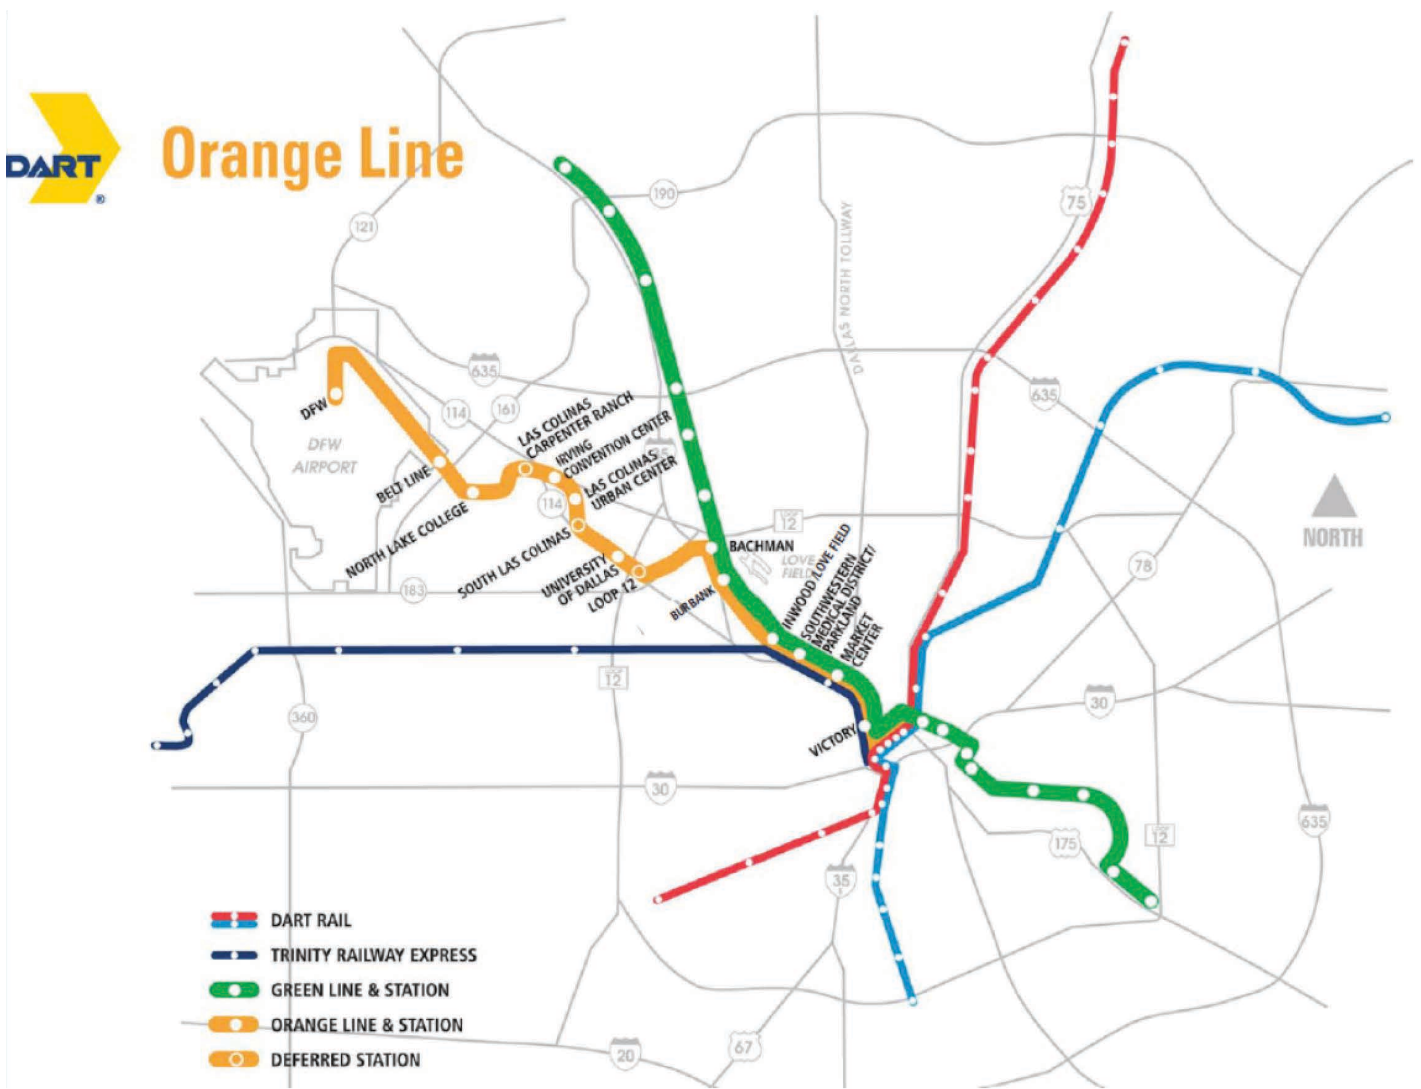 DART
®
Orange Line
190
121
75
DALLAS NORTH TOLLWAY
635
635
114
161
DFW
DFW
AIRPORT
LAS COLINAS
CARPENTER RANCH
IRVING
CONVENTION CENTER
LAS COLINAS
URBAN CENTER
BELT LINE
114
NORTH LAKE COLLEGE
SOUTH LAS COLINAS
UNIVERSITY
OF DALLAS
LOOP 12
183
BACHMAN
LOOP
12
LOVE
FIELD
BURBANK
INWOOD/LOVE FIELD
SOUTHWESTERN
MEDICAL DISTRICT/
PARKLAND
MARKET
CENTER
NORTH
78
12
360
VICTORY
30
30
635
175
LOOP
12
35
E
DART RAIL
TRINITY RAILWAY EXPRESS
GREEN LINE & STATION
ORANGE LINE & STATION
DEFERRED STATION
20
67